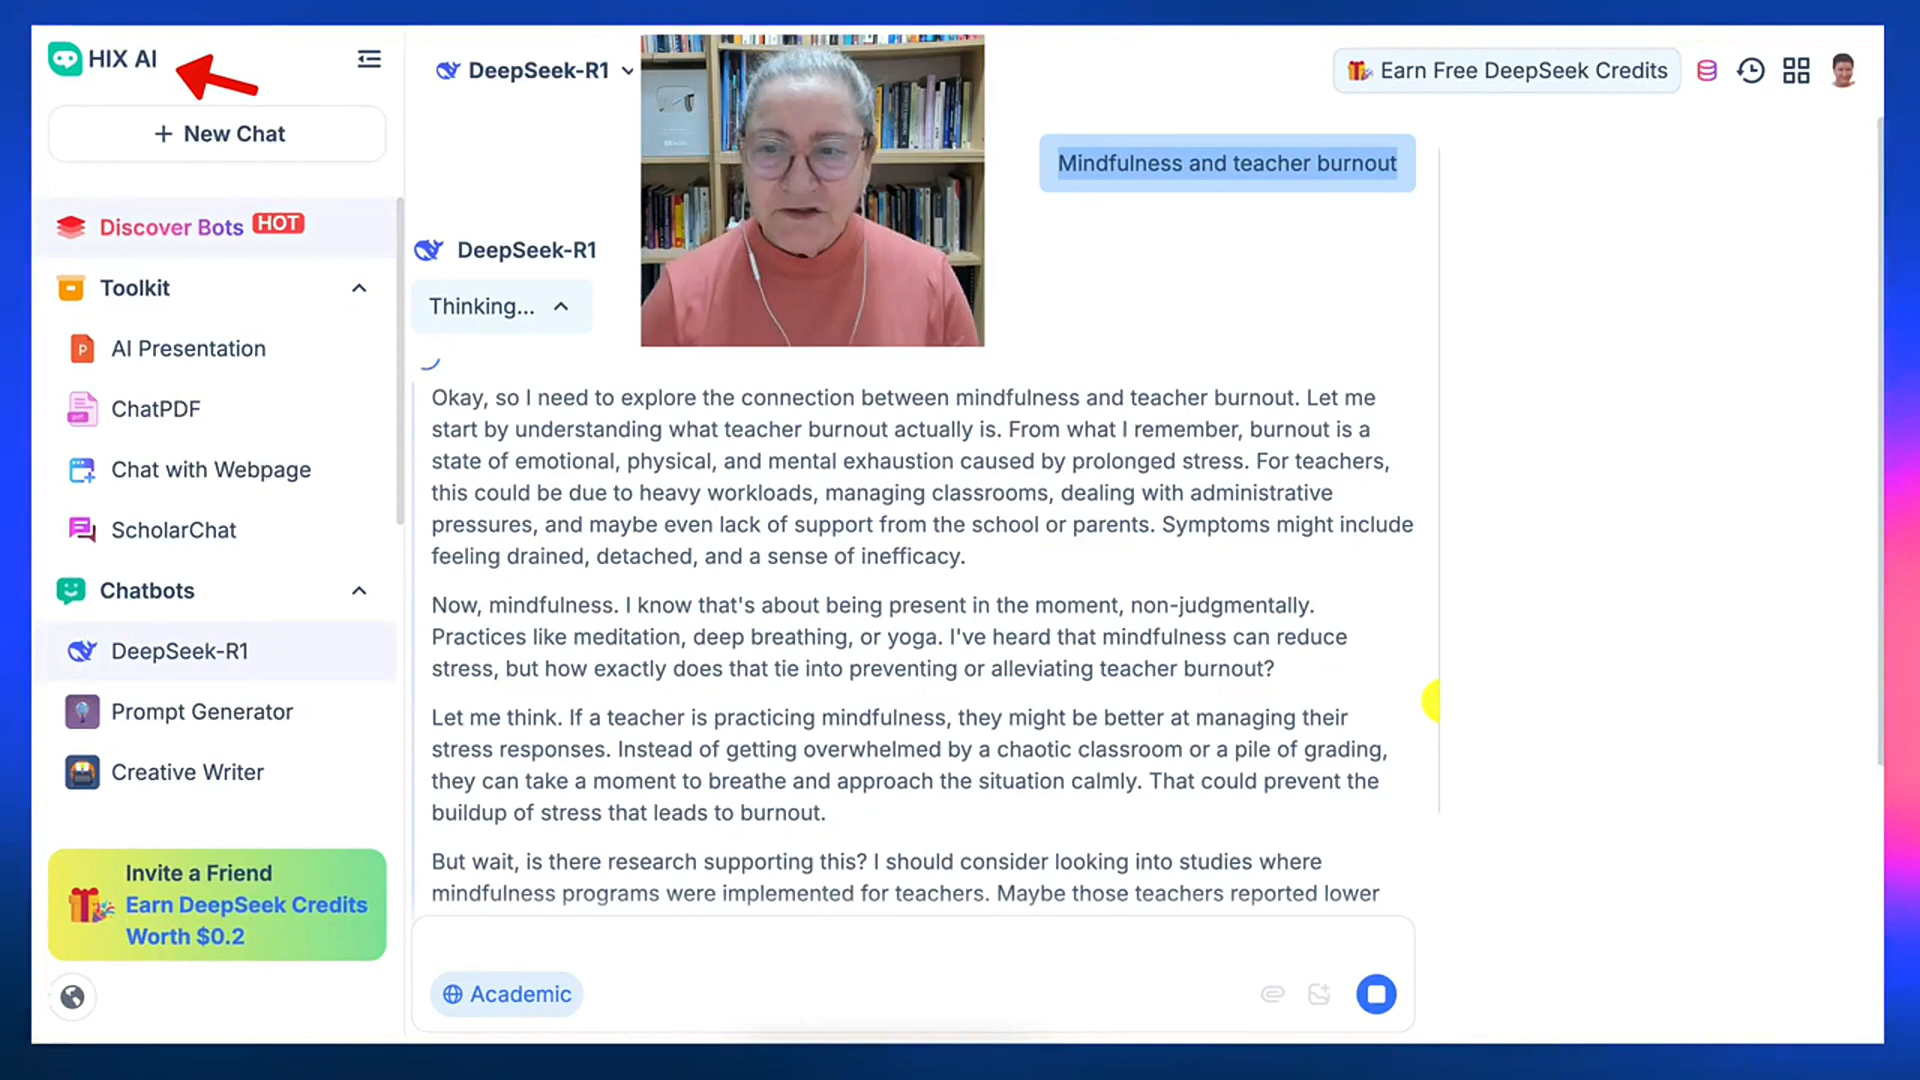 HIX AI
+ New Chat
Discover Bots HOT
Toolkit
AI Presentation
ChatPDF
Chat with Webpage
ScholarChat
Chatbots
DeepSeek-R1
Prompt Generator
Creative Writer
Invite a Friend
Earn DeepSeek Credits
Worth $0.2
DeepSeek-R1
Earn Free DeepSeek Credits
Mindfulness and teacher burnout
DeepSeek-R1
Thinking...
Okay, so I need to explore the connection between mindfulness and teacher burnout. Let me
start by understanding what teacher burnout actually is. From what I remember, burnout is a
state of emotional, physical, and mental exhaustion caused by prolonged stress. For teachers,
this could be due to heavy workloads, managing classrooms, dealing with administrative
pressures, and maybe even lack of support from the school or parents. Symptoms might include
feeling drained, detached, and a sense of inefficacy.
Now, mindfulness. I know that's about being present in the moment, non-judgmentally.
Practices like meditation, deep breathing, or yoga. I've heard that mindfulness can reduce
stress, but how exactly does that tie into preventing or alleviating teacher burnout?
Let me think. If a teacher is practicing mindfulness, they might be better at managing their
stress responses. Instead of getting overwhelmed by a chaotic classroom or a pile of grading,
they can take a moment to breathe and approach the situation calmly. That could prevent the
buildup of stress that leads to burnout.
But wait, is there research supporting this? I should consider looking into studies where
mindfulness programs were implemented for teachers. Maybe those teachers reported lower
Academic